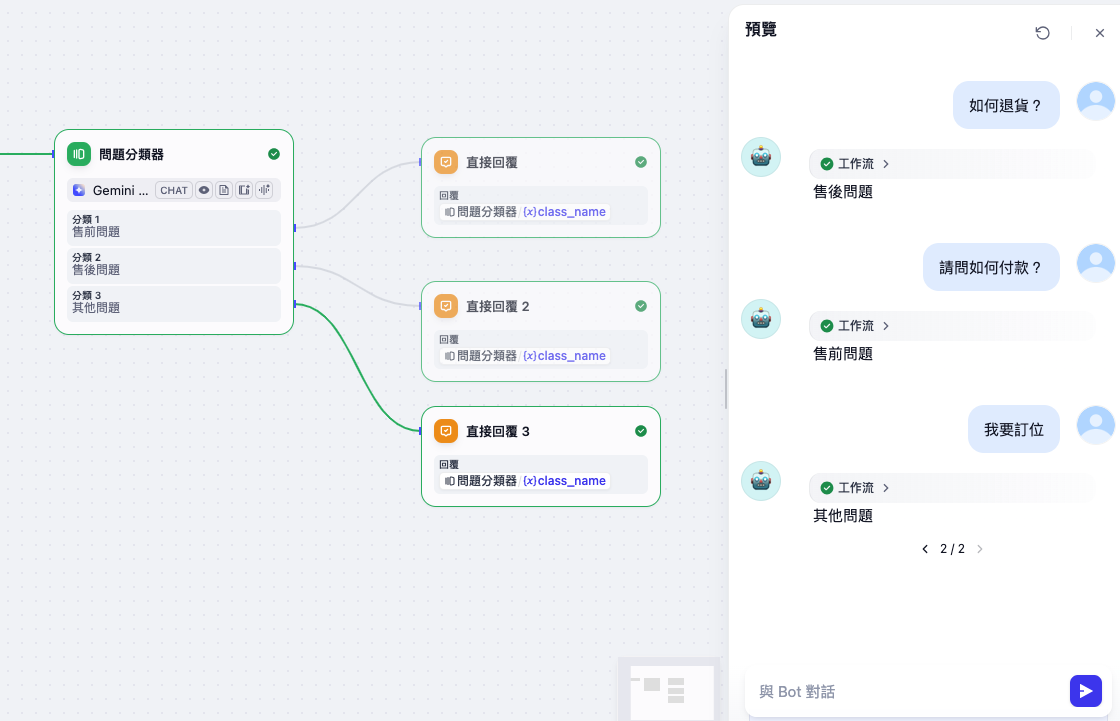 問題分類器
Gemini ... CHAT
分類 1
售前問題
分類 2
售後問題
分類 3
其他問題
直接回覆
回覆
問題分類器/{x}class_name
直接回覆 2
回覆
問題分類器/{x}class_name
直接回覆 3
回覆
問題分類器/{x}class_name
預覽
如何退貨？
工作流
售後問題
請問如何付款？
工作流
售前問題
我要訂位
工作流
其他問題
2 / 2
與 Bot 對話